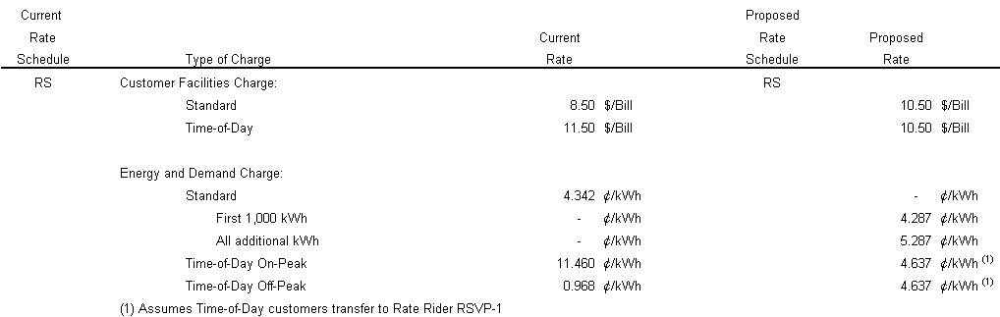 Current Proposed
Rate Current Rate Proposed
Schedule Type of Charge Rate Schedule Rate
RS Customer Facilities Charge: RS
Standard 8.50 $/Bill 10.50 $/Bill
Time-of-Day 11.50 $/Bill 10.50 $/Bill
Energy and Demand Charge:
Standard 4.342 ¢/kWh - ¢/kWh
First 1,000 kWh - ¢/kWh 4.287 ¢/kWh
All additional kWh - ¢/kWh 5.287 ¢/kWh
Time-of-Day On-Peak 11.460 ¢/kWh 4.637 ¢/kWh (1)
Time-of-Day Off-Peak 0.968 ¢/kWh 4.637 ¢/kWh (1)
(1) Assumes Time-of-Day customers transfer to Rate Rider RSVP-1